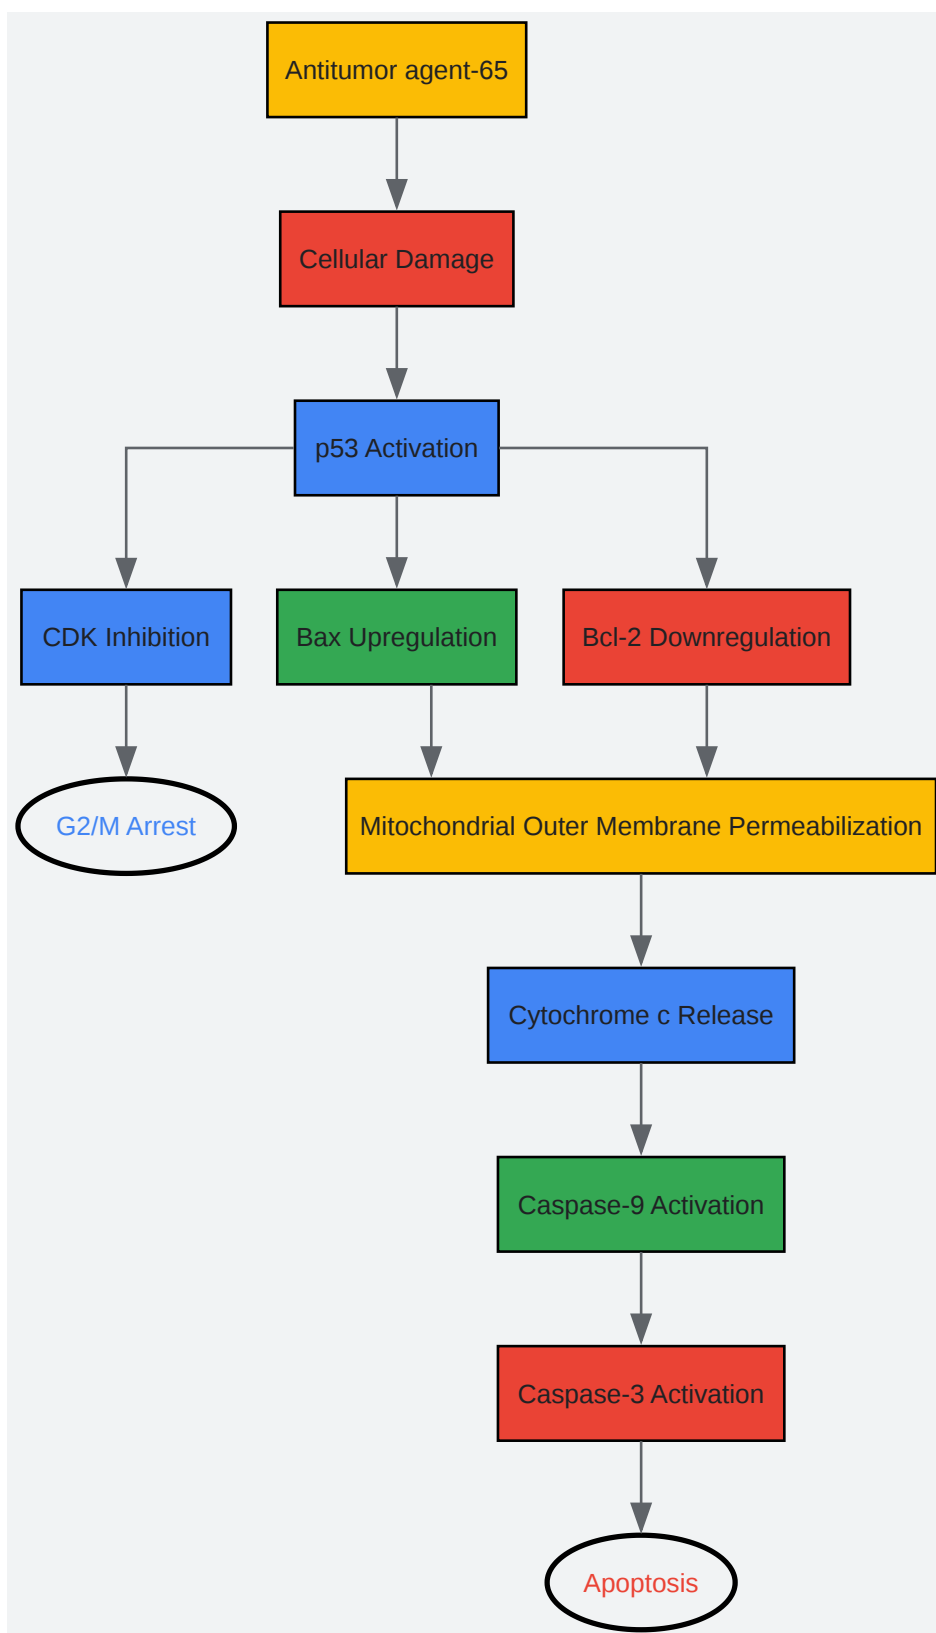 Antitumor agent-65
Cellular Damage
p53 Activation
CDK Inhibition
Bax Upregulation
Bcl-2 Downregulation
G2/M Arrest
Mitochondrial Outer Membrane Permeabilization
Cytochrome c Release
Caspase-9 Activation
Caspase-3 Activation
Apoptosis